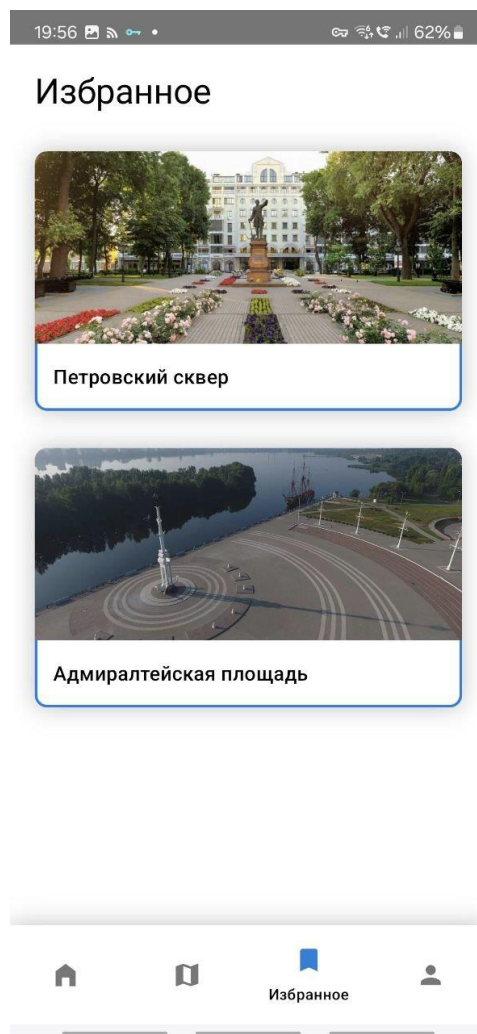 19:56
62%
Избранное
Петровский сквер
Адмиралтейская площадь
Избранное